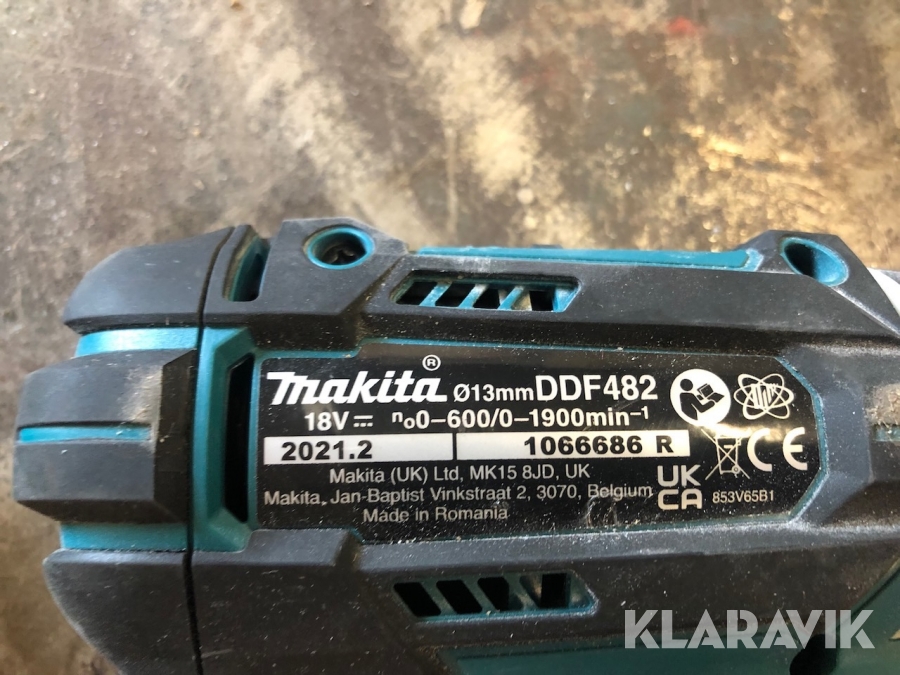 makita® Ø13mm DDF482
18V⎓ n₀0-600/0-1900min⁻¹
2021.2 1066686 R
Makita (UK) Ltd, MK15 8JD, UK
Makita, Jan-Baptist Vinkstraat 2, 3070, Belgium
Made in Romania
UK
CA
CE
853V65B1
KLARAVIK